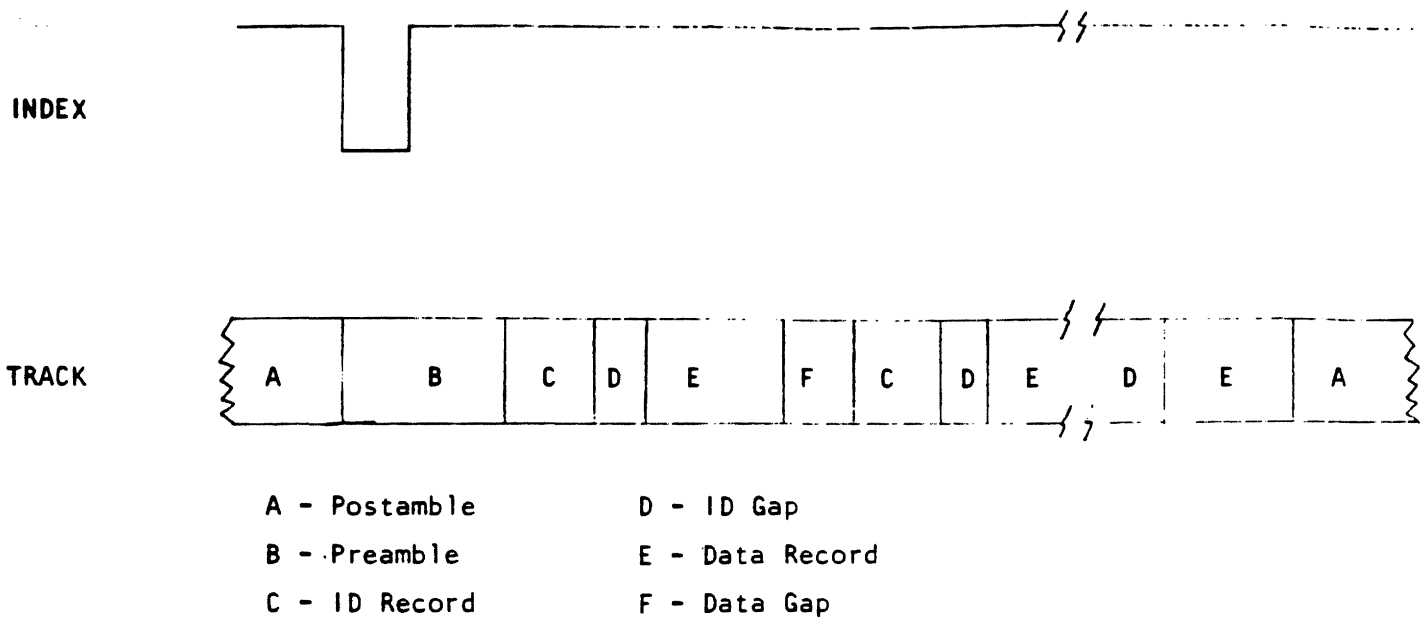 INDEX
TRACK
A B C D E F C D E D E A
A - Postamble D - ID Gap
B - Preamble E - Data Record
C - ID Record F - Data Gap